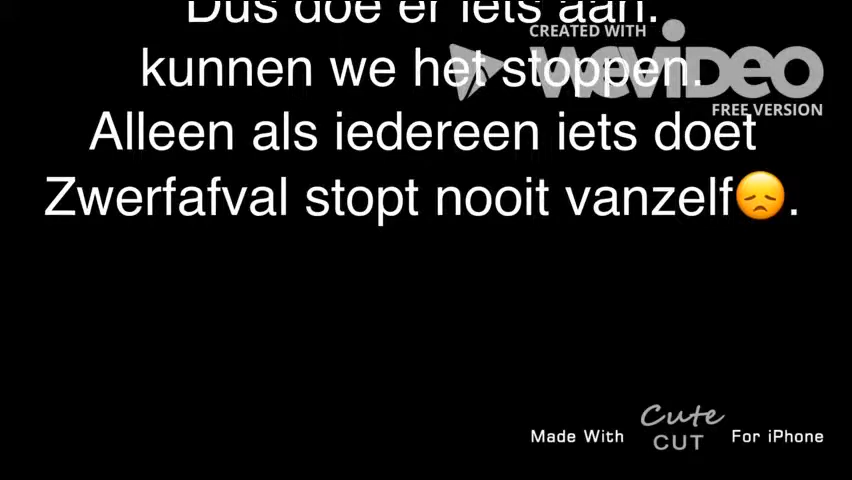 Dus doe er iets aan.
kunnen we het stoppen.
Alleen als iedereen iets doet
Zwerfafval stopt nooit vanzelf😞.
CREATED WITH
WeVideo
FREE VERSION
Made With Cute CUT For iPhone